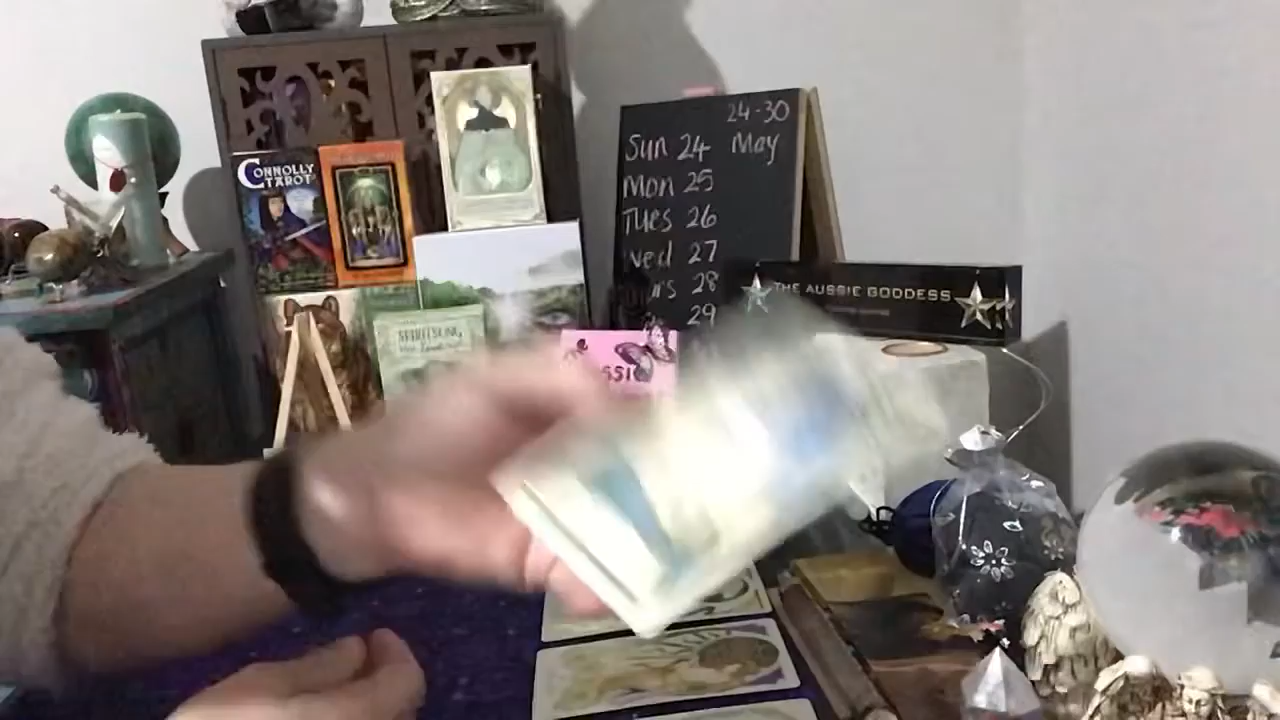 CONNOLLY
TAROT
24-30
May
Sun 24
Mon 25
Tues 26
Wed 27
28
29
THE AUSSIE GODDESS